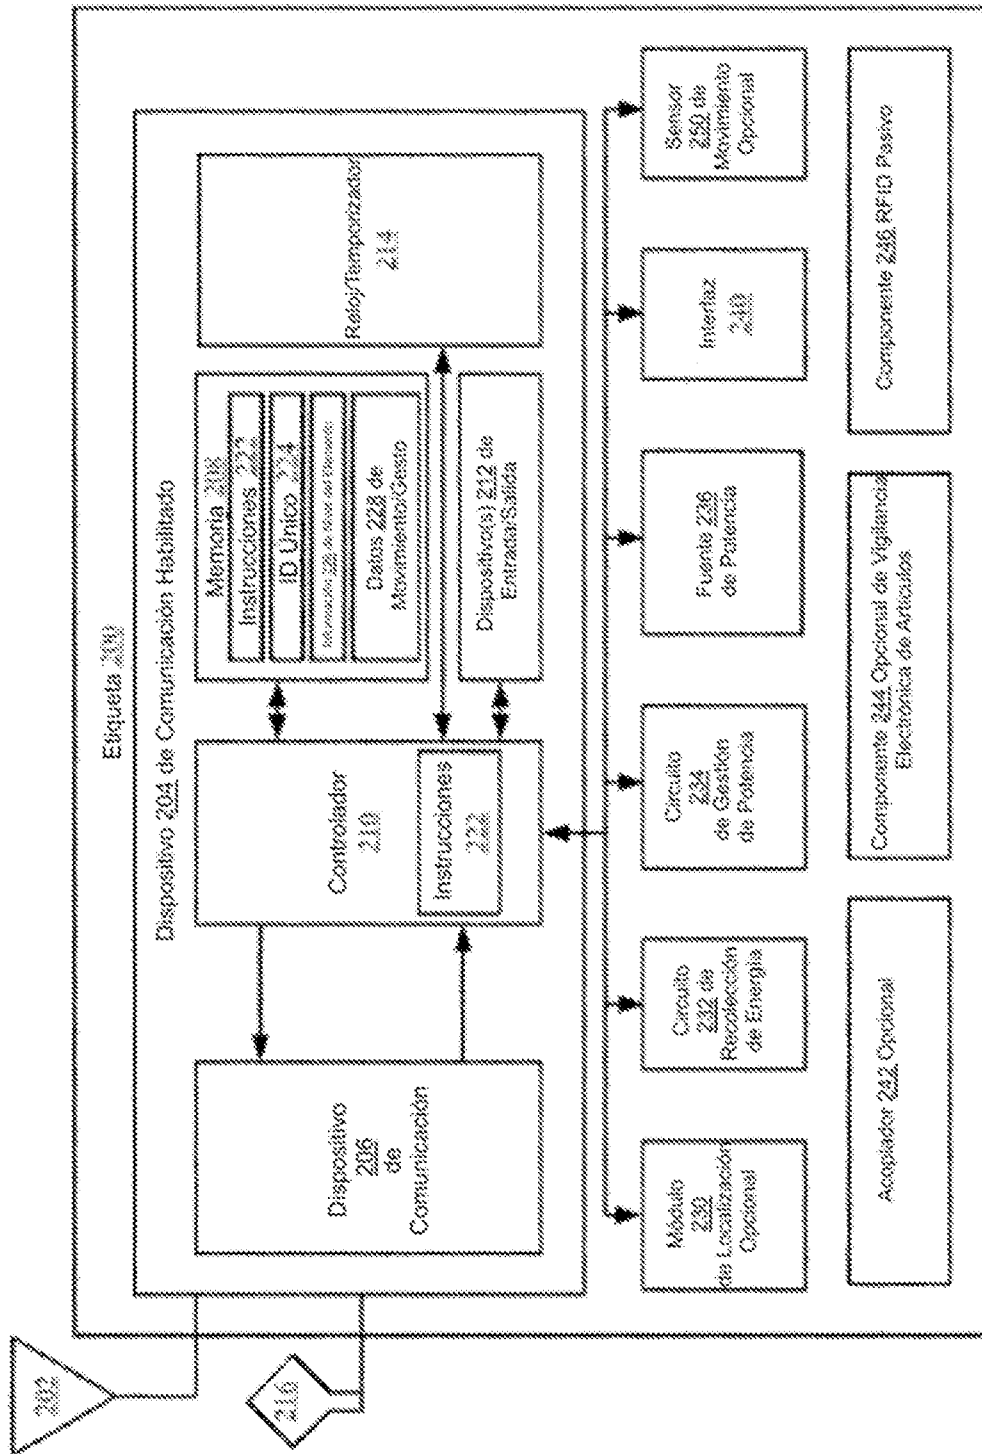 Etiqueta 200
Dispositivo 204 de Comunicación Habilitado
202
216
Dispositivo
206
de
Comunicación
Controlador
210
Instrucciones
222
Memoria 208
Instrucciones 222
ID Único 224
Datos 228 de
Movimiento/Gesto
Dispositivo(s) 212 de
Entrada/Salida
Reloj/Temporizador
214
Módulo
230
de Localización
Opcional
Circuito
232 de
Recolección
de Energía
Circuito
234
de Gestión
de Potencia
Fuente 236
de Potencia
Interfaz
240
Sensor
250 de
Movimiento
Opcional
Acoplador 242 Opcional
Componente 244 Opcional de Vigilancia
Electrónica de Artículos
Componente 246 RFID Pasivo